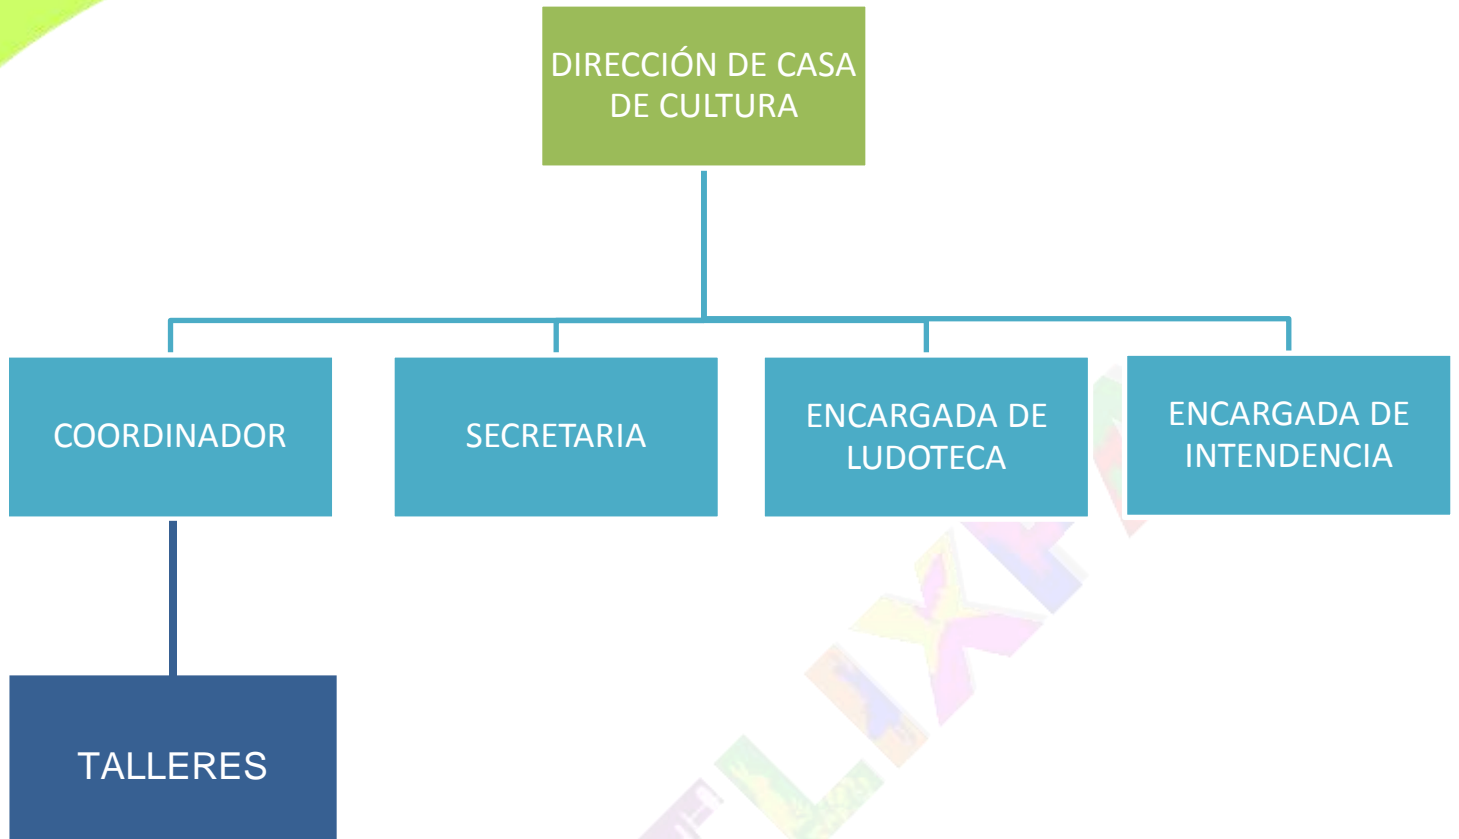 DIRECCIÓN DE CASA
DE CULTURA
COORDINADOR
SECRETARIA
ENCARGADA DE
LUDOTECA
ENCARGADA DE
INTENDENCIA
TALLERES